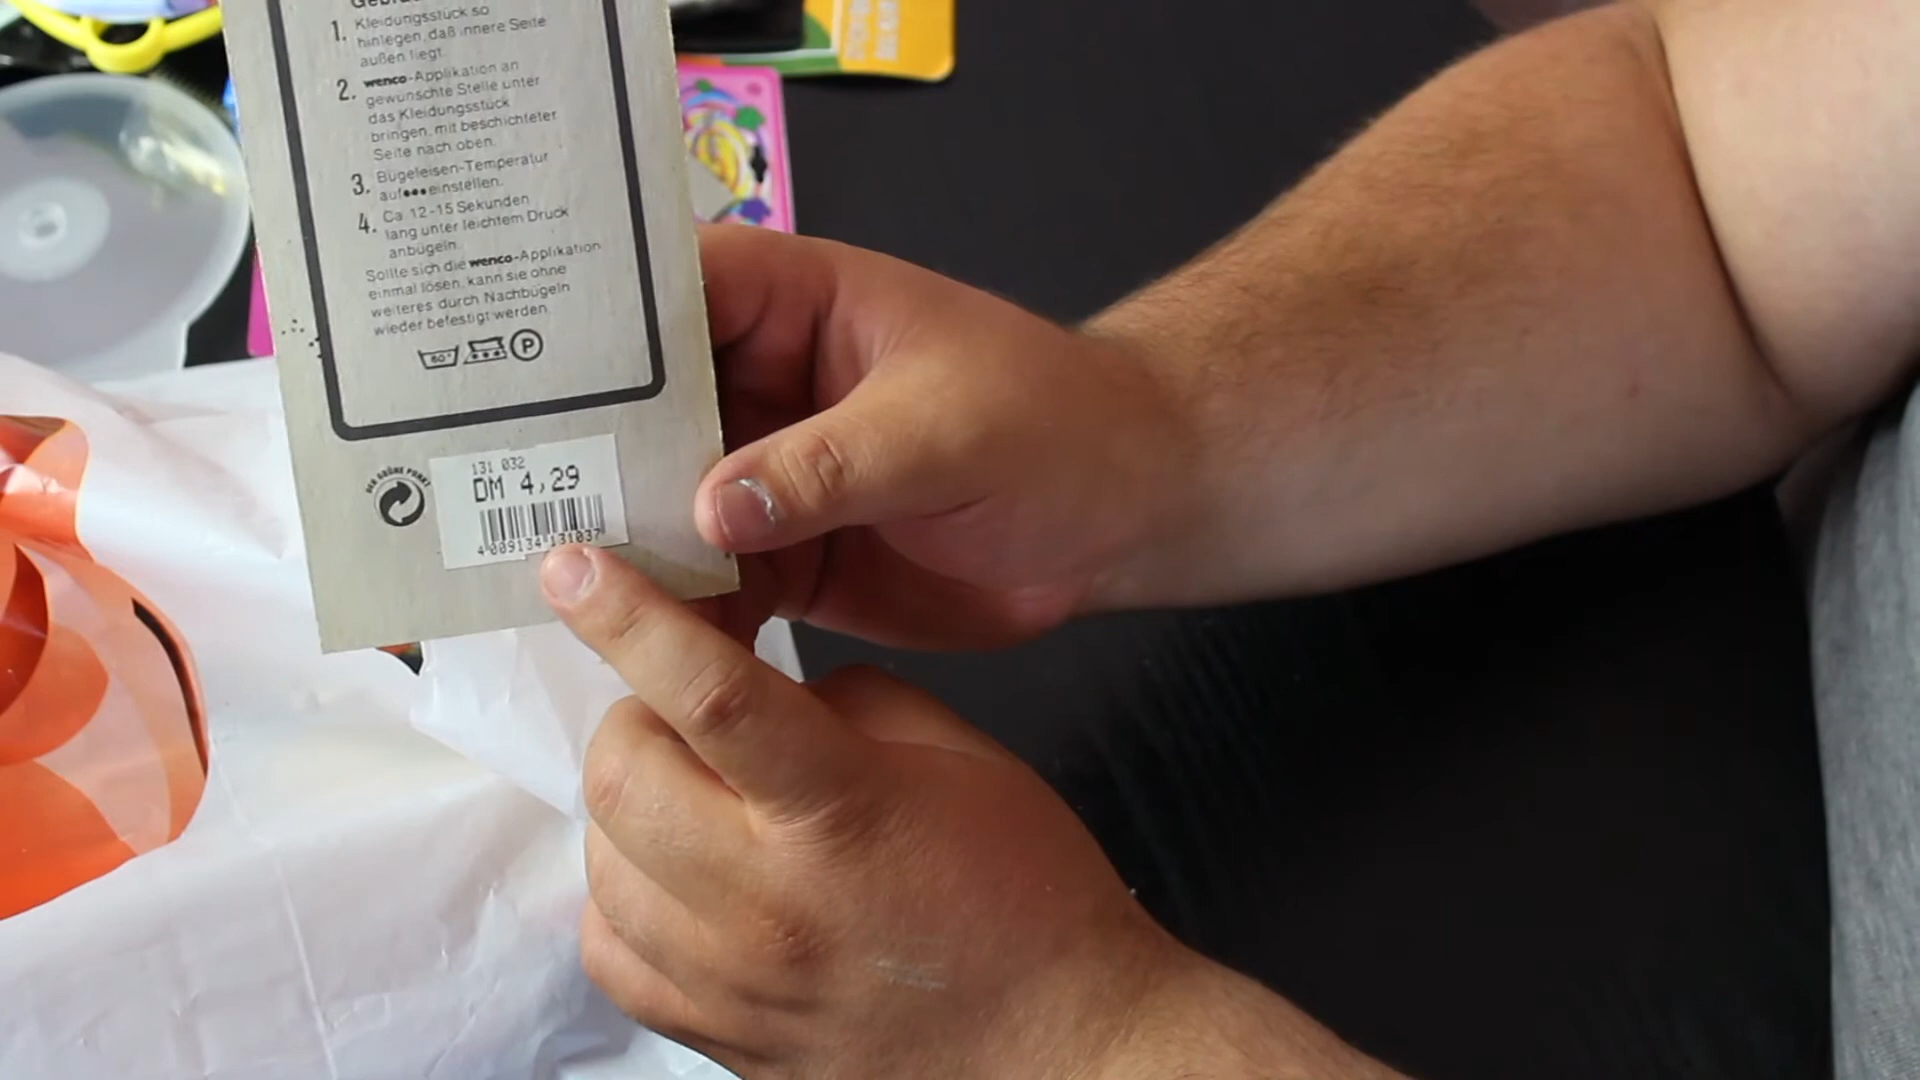 1. Kleidungsstück so
hinlegen, daß innere Seite
außen liegt.
2. wenco-Applikation an
gewünschte Stelle unter
das Kleidungsstück
bringen, mit beschichteter
Seite nach oben.
3. Bügeleisen-Temperatur
auf●●●einstellen.
4. Ca. 12-15 Sekunden
lang unter leichtem Druck
anbügeln.
Sollte sich die wenco-Applikation
einmal lösen, kann sie ohne
weiteres durch Nachbügeln
wieder befestigt werden.
60° P
DER GRÜNE PUNKT
131 032
DM 4,29
4 009134 131037